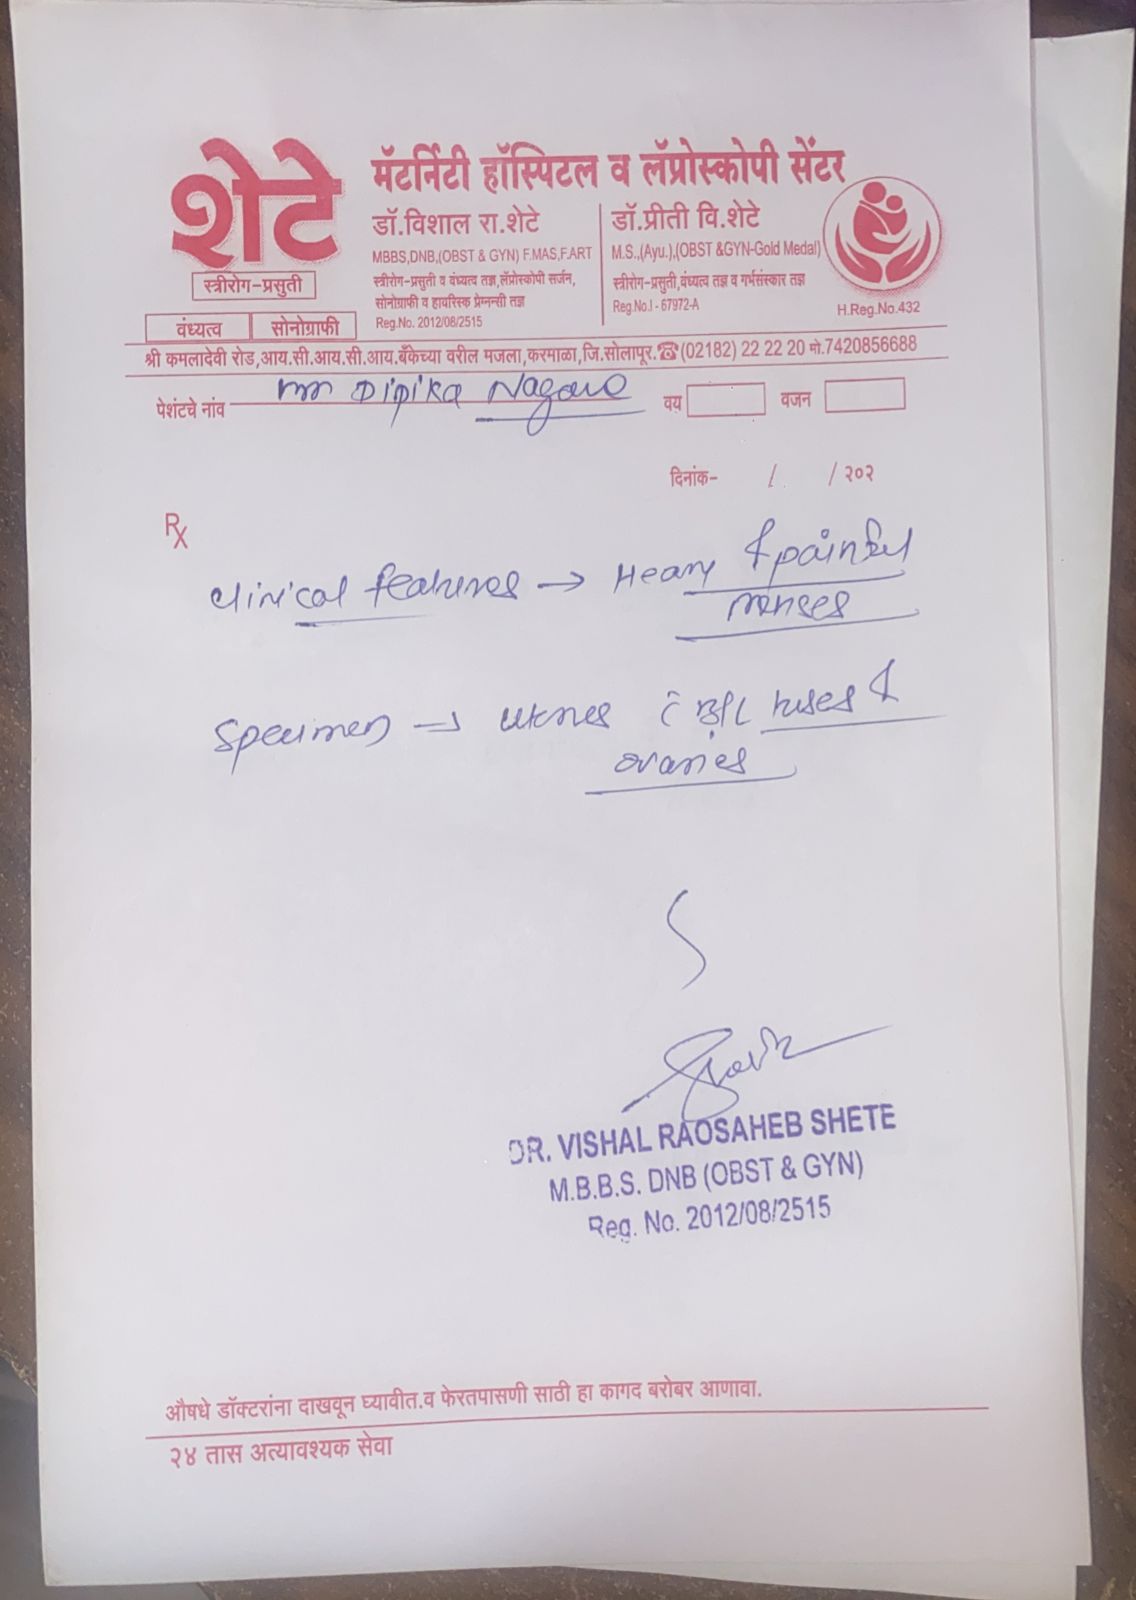 शेटे
मॅटर्निटी हॉस्पिटल व लॅप्रोस्कोपी सेंटर
स्त्रीरोग-प्रसुती
वंध्यत्व सोनोग्राफी
डॉ.विशाल रा.शेटे
MBBS,DNB,(OBST & GYN) F.MAS,F.ART
स्त्रीरोग-प्रसुती व वंध्यत्व तज्ञ,लॅप्रोस्कोपी सर्जन,
सोनोग्राफी व हायरिस्क प्रेग्नन्सी तज्ञ
Reg.No. 2012/08/2515
डॉ.प्रीती वि.शेटे
M.S.,(Ayu.),(OBST &GYN-Gold Medal)
स्त्रीरोग-प्रसुती,वंध्यत्व तज्ञ व गर्भसंस्कार तज्ञ
Reg.No.I - 67972-A
H.Reg.No.432
श्री कमलादेवी रोड,आय.सी.आय.सी.आय.बँकेच्या वरील मजला,करमाळा,जि.सोलापूर.☎(02182) 22 22 20 मो.7420856688
पेशंटचे नांव Dipika Nagare वय वजन
दिनांक- / / २०२
Rx
clinical features → Heavy & painful
menses
specimen → uterus c̄ B/L tubes &
ovaries
DR. VISHAL RAOSAHEB SHETE
M.B.B.S. DNB (OBST & GYN)
Reg. No. 2012/08/2515
औषधे डॉक्टरांना दाखवून घ्यावीत.व फेरतपासणी साठी हा कागद बरोबर आणावा.
२४ तास अत्यावश्यक सेवा